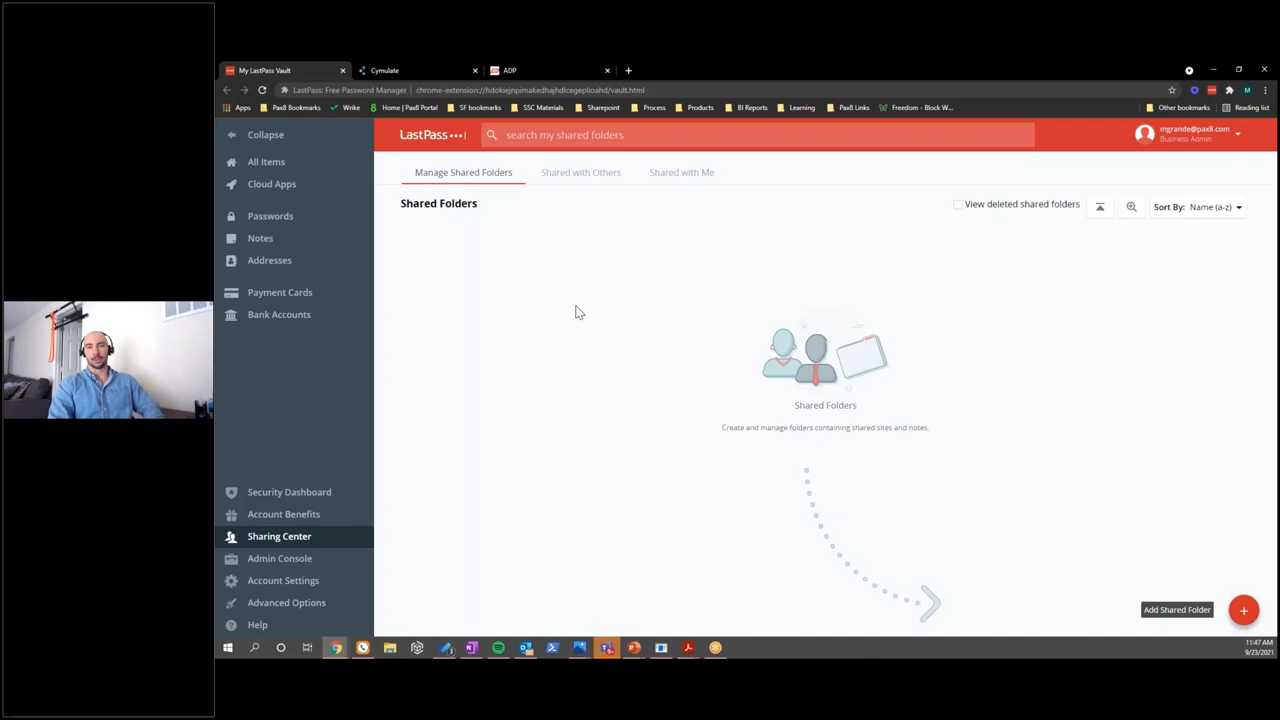 My LastPass Vault
Cymulate
ADP
LastPass: Free Password Manager | chrome-extension://hdokiejnpimakedhajhdlcegeplioahd/vault.html
Apps
Pax8 Bookmarks
Wrike
Home | Pax8 Portal
SF bookmarks
SSC Materials
Sharepoint
Process
Products
BI Reports
Learning
Pax8 Links
Freedom - Block W...
Other bookmarks
Reading list
Collapse
All Items
Cloud Apps
Passwords
Notes
Addresses
Payment Cards
Bank Accounts
Security Dashboard
Account Benefits
Sharing Center
Admin Console
Account Settings
Advanced Options
Help
LastPass
search my shared folders
mgrande@pax8.com
Business Admin
Manage Shared Folders
Shared with Others
Shared with Me
Shared Folders
View deleted shared folders
Sort By: Name (a-z)
Shared Folders
Create and manage folders containing shared sites and notes.
Add Shared Folder
11:47 AM
9/23/2021